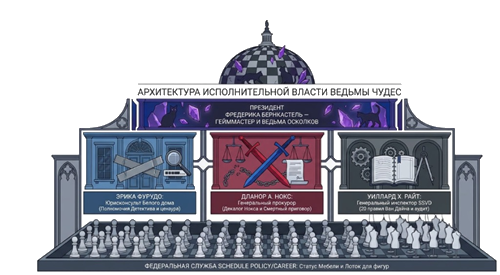 АРХИТЕКТУРА ИСПОЛНИТЕЛЬНОЙ ВЛАСТИ ВЕДЬМЫ ЧУДЕС
ПРЕЗИДЕНТ
ФРЕДЕРИКА БЕРНКАСТЕЛЬ —
ГЕЙММАСТЕР И ВЕДЬМА ОСКОЛКОВ
ЭРИКА ФУРУДО:
Юрисконсульт Белого дома
(Полномочия Детектива и цензура)
ДЛАНОР А. НОКС:
Генеральный прокурор
(Декалог Нокса и Смертный приговор)
УИЛЛАРД Х. РАЙТ:
Генеральный инспектор SSVD
(20 правил Ван Дайна и аудит)
ФЕДЕРАЛЬНАЯ СЛУЖБА SCHEDULE POLICY/CAREER: Статус Мебели и Лоток для фигур